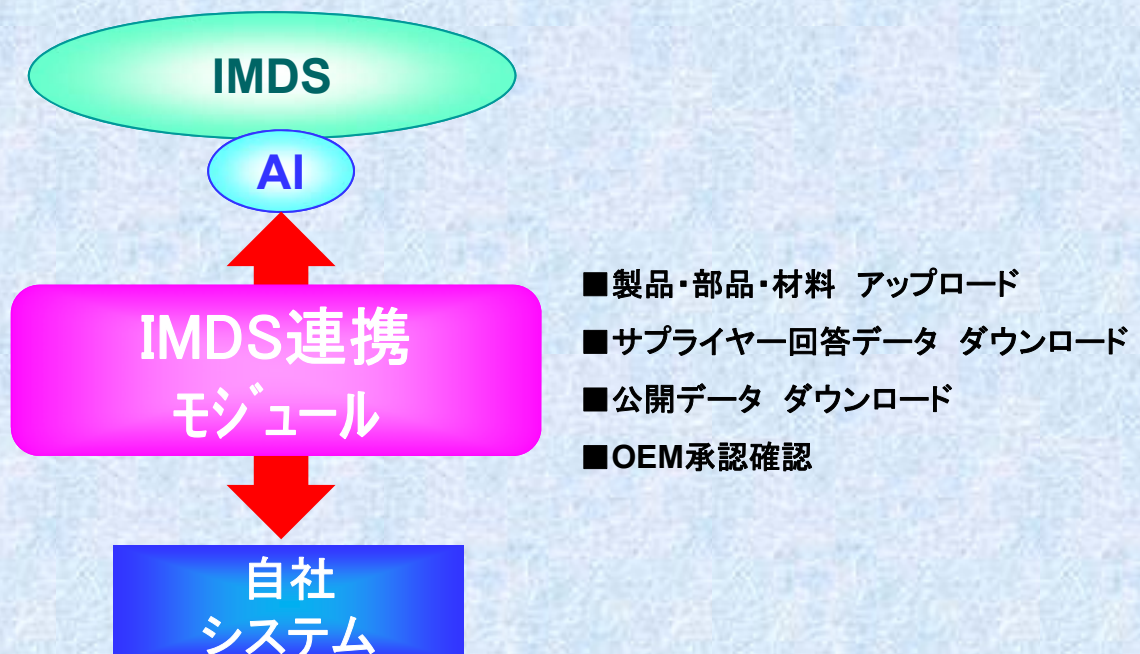 IMDS
AI
IMDS連携
モジュール
■製品・部品・材料 アップロード
■サプライヤー回答データ ダウンロード
■公開データ ダウンロード
■OEM承認確認
自社
システム